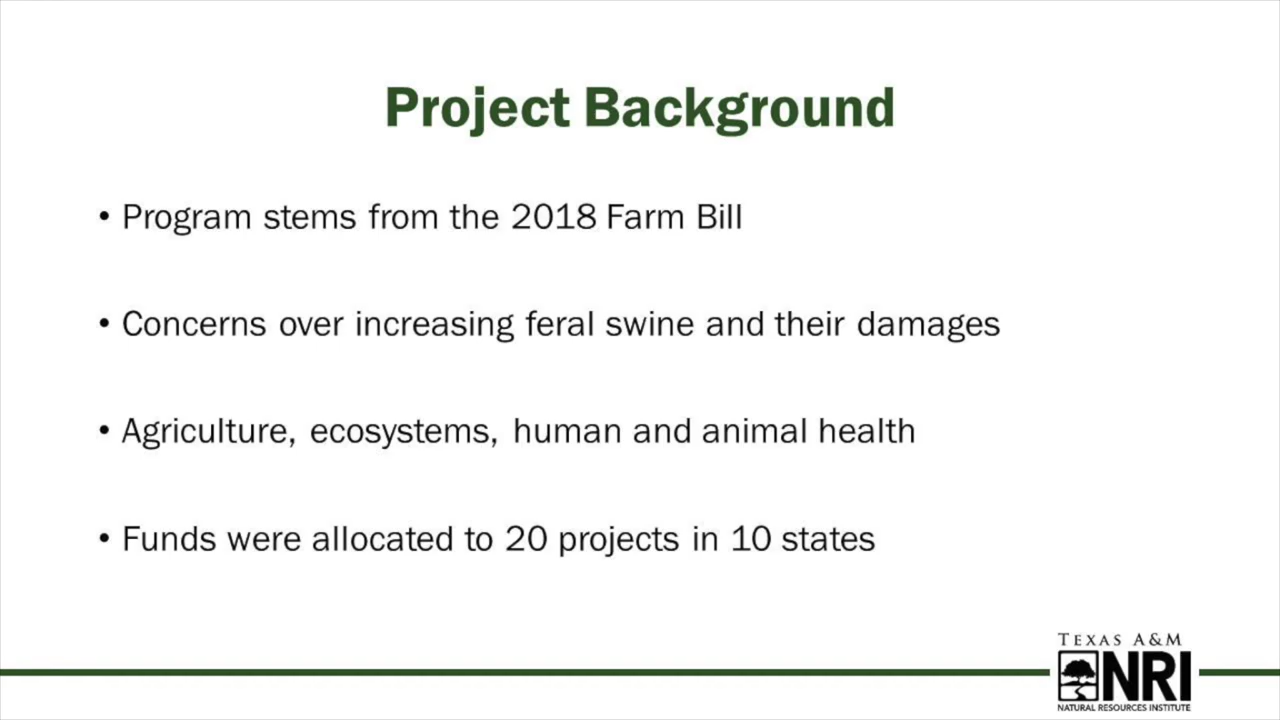 Project Background
• Program stems from the 2018 Farm Bill
• Concerns over increasing feral swine and their damages
• Agriculture, ecosystems, human and animal health
• Funds were allocated to 20 projects in 10 states
TEXAS A&M
NRI
NATURAL RESOURCES INSTITUTE